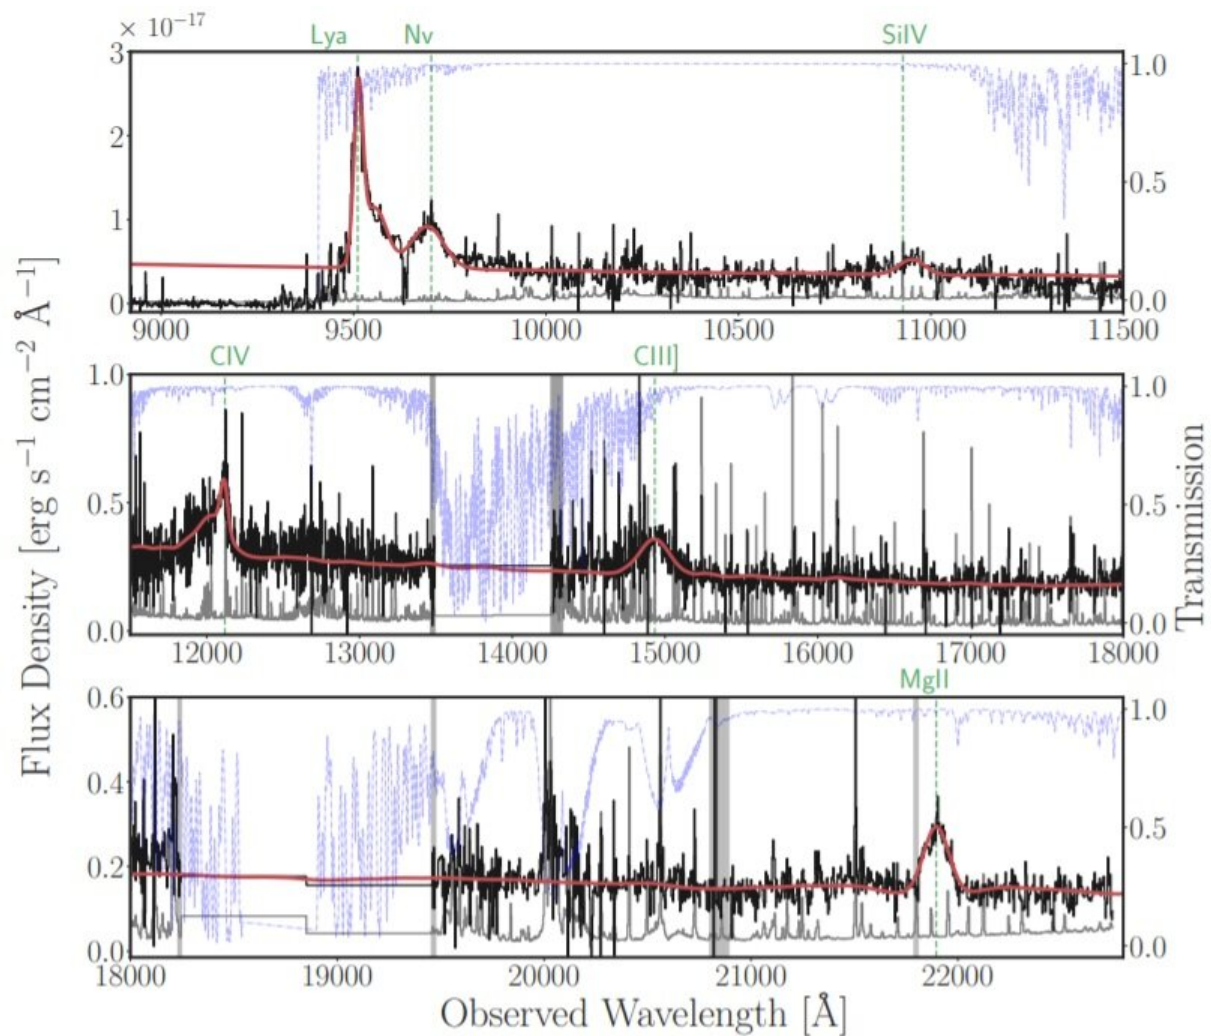 × 10⁻¹⁷
Lya Nv SiIV
3 1.0
2
0.5
1
0 0.0
9000 9500 10000 10500 11000 11500
CIV CIII]
1.0 1.0
0.5 0.5
0.0 0.0
12000 13000 14000 15000 16000 17000 18000
MgII
0.6 1.0
0.4
0.5
0.2
0.0 0.0
18000 19000 20000 21000 22000
Observed Wavelength [Å]
Flux Density [erg s⁻¹ cm⁻² Å⁻¹]
Transmission